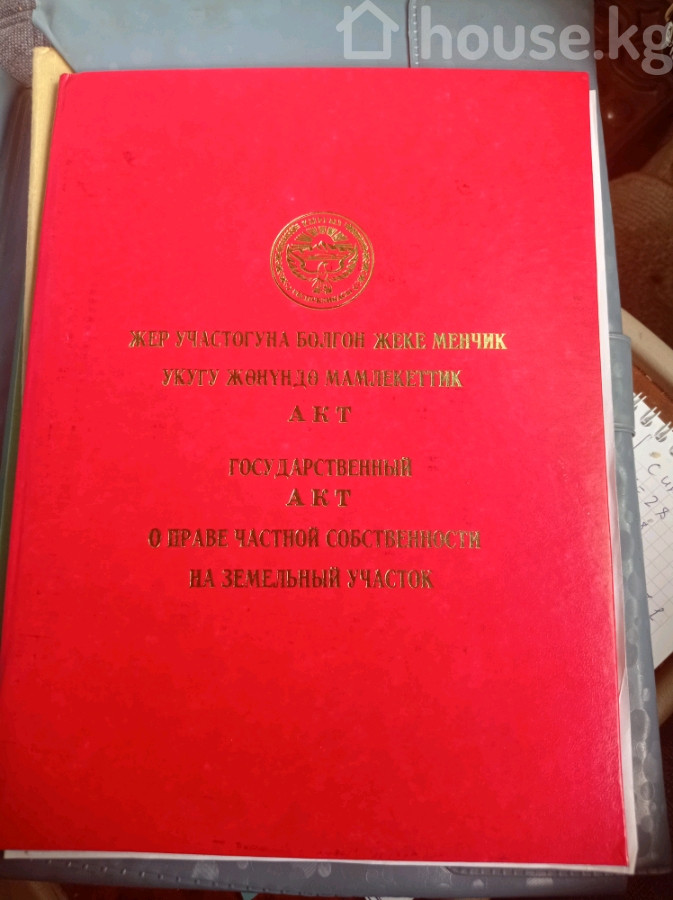 house.kg
ЖЕР УЧАСТОГУНА БОЛГОН ЖЕКЕ МЕНЧИК
УКУГУ ЖӨНҮНДӨ МАМЛЕКЕТТИК
АКТ
ГОСУДАРСТВЕННЫЙ
АКТ
О ПРАВЕ ЧАСТНОЙ СОБСТВЕННОСТИ
НА ЗЕМЕЛЬНЫЙ УЧАСТОК